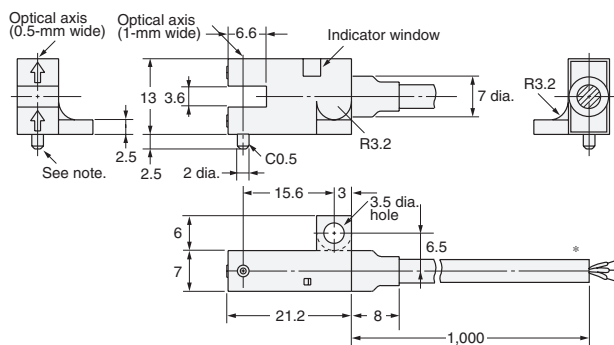 Optical axis
(0.5-mm wide)
Optical axis
(1-mm wide)
6.6
Indicator window
13
3.6
7 dia.
R3.2
R3.2
2.5
2.5
See note.
C0.5
2 dia.
15.6
3
3.5 dia.
hole
6
6.5
*
7
21.2
8
1,000